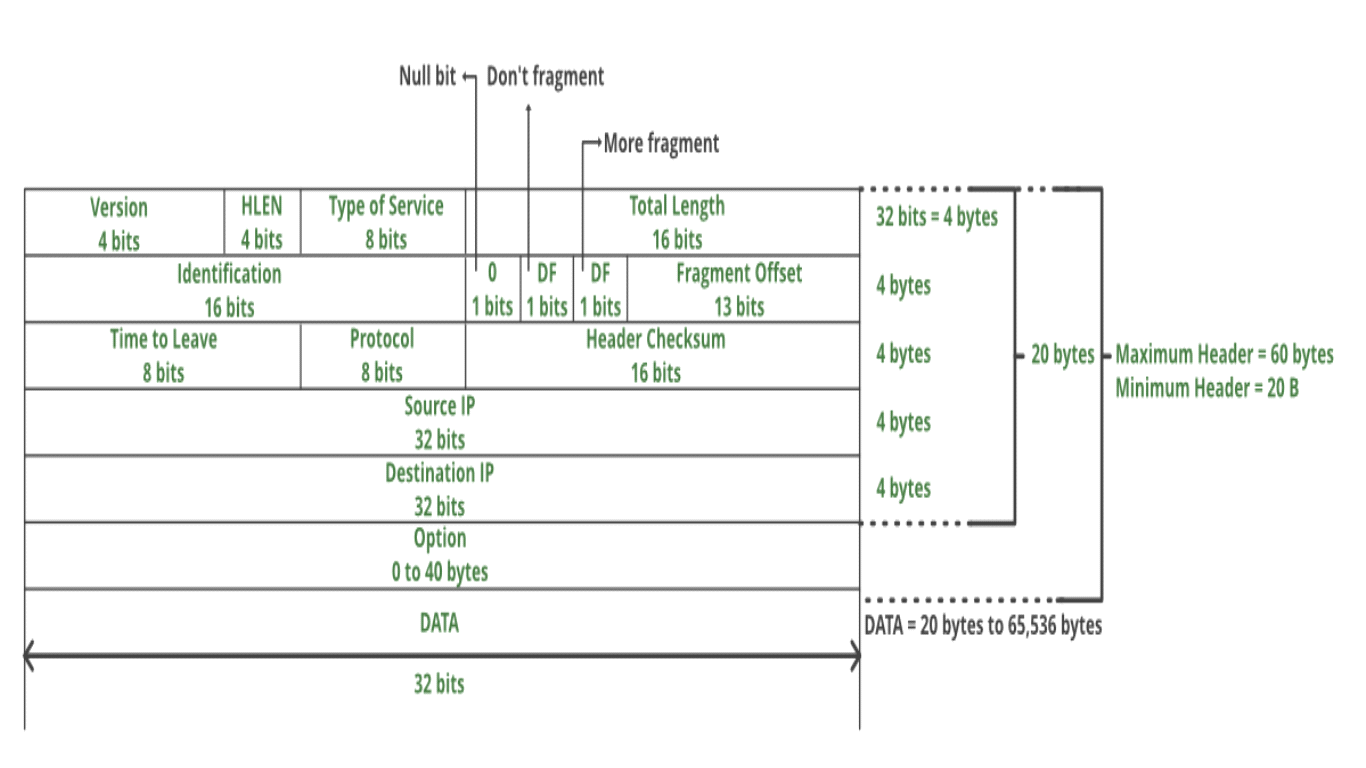 Null bit
Don't fragment
More fragment
Version
4 bits
HLEN
4 bits
Type of Service
8 bits
Total Length
16 bits
32 bits = 4 bytes
Identification
16 bits
0
1 bits
DF
1 bits
DF
1 bits
Fragment Offset
13 bits
4 bytes
Time to Leave
8 bits
Protocol
8 bits
Header Checksum
16 bits
4 bytes
20 bytes
Maximum Header = 60 bytes
Minimum Header = 20 B
Source IP
32 bits
4 bytes
Destination IP
32 bits
4 bytes
Option
0 to 40 bytes
DATA
DATA = 20 bytes to 65,536 bytes
32 bits